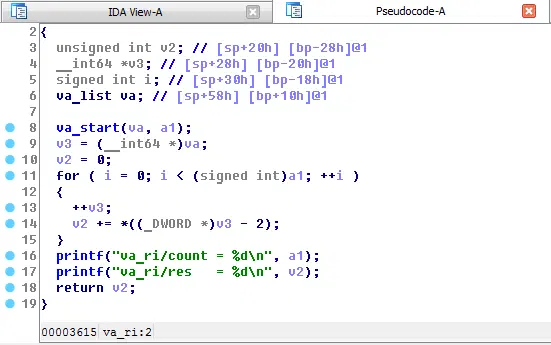 IDA View-A Pseudocode-A
2 {
3 unsigned int v2; // [sp+20h] [bp-28h]@1
4 __int64 *v3; // [sp+28h] [bp-20h]@1
5 signed int i; // [sp+30h] [bp-18h]@1
6 va_list va; // [sp+58h] [bp+10h]@1
7
8 va_start(va, a1);
9 v3 = (__int64 *)va;
10 v2 = 0;
11 for ( i = 0; i < (signed int)a1; ++i )
12 {
13 ++v3;
14 v2 += *((_DWORD *)v3 - 2);
15 }
16 printf("va_ri/count = %d\n", a1);
17 printf("va_ri/res   = %d\n", v2);
18 return v2;
19 }
00003615 va_ri:2